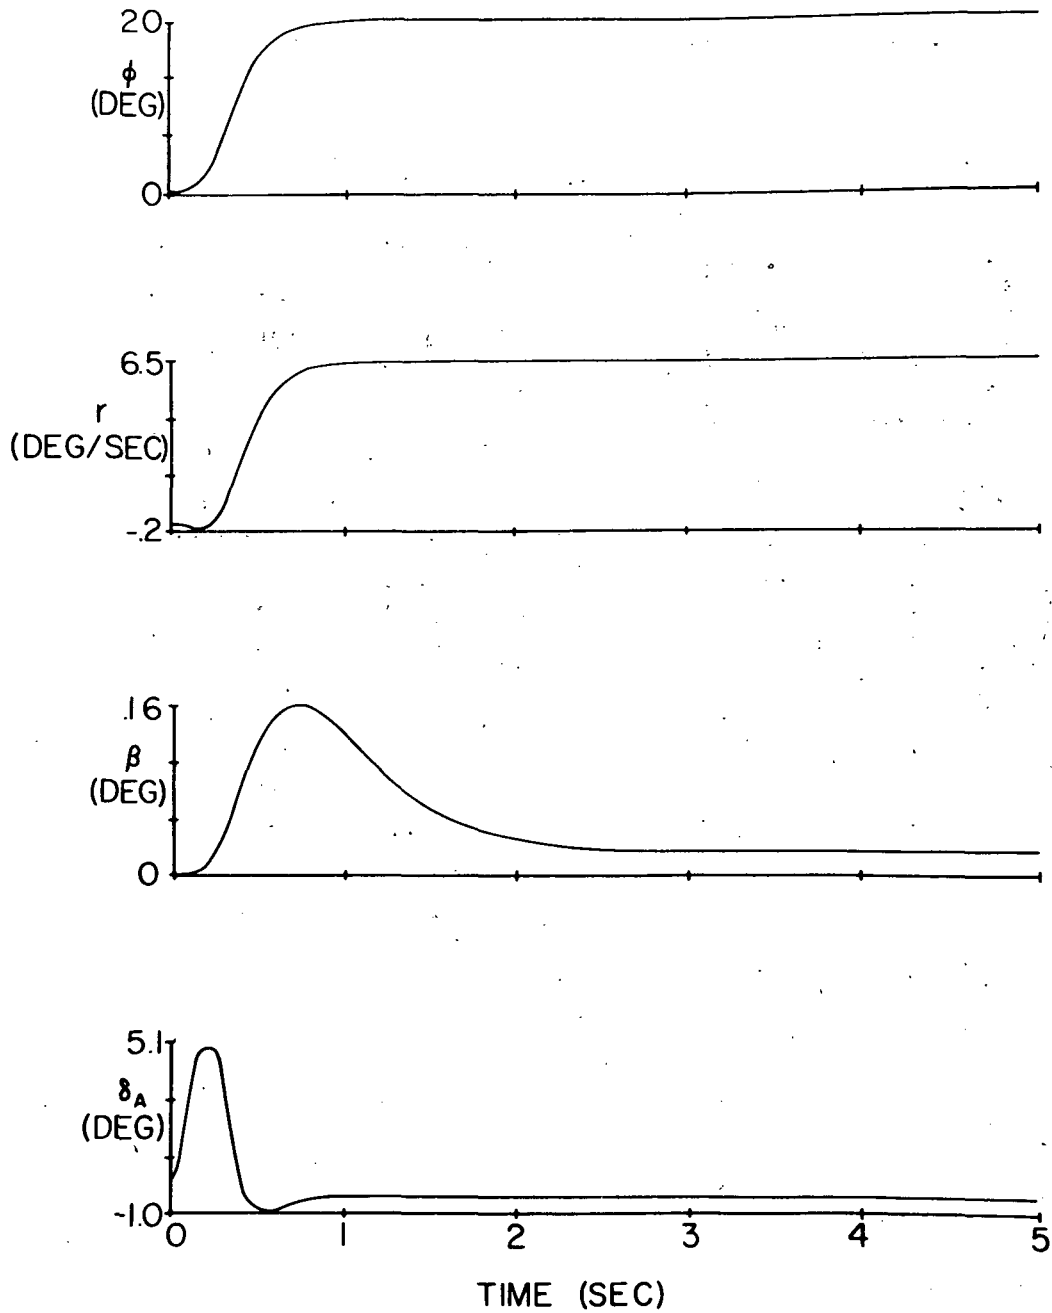 20
φ
(DEG)
0
6.5
r
(DEG/SEC)
-.2
.16
β
(DEG)
0
5.1
δA
(DEG)
-1.0
0 1 2 3 4 5
TIME (SEC)